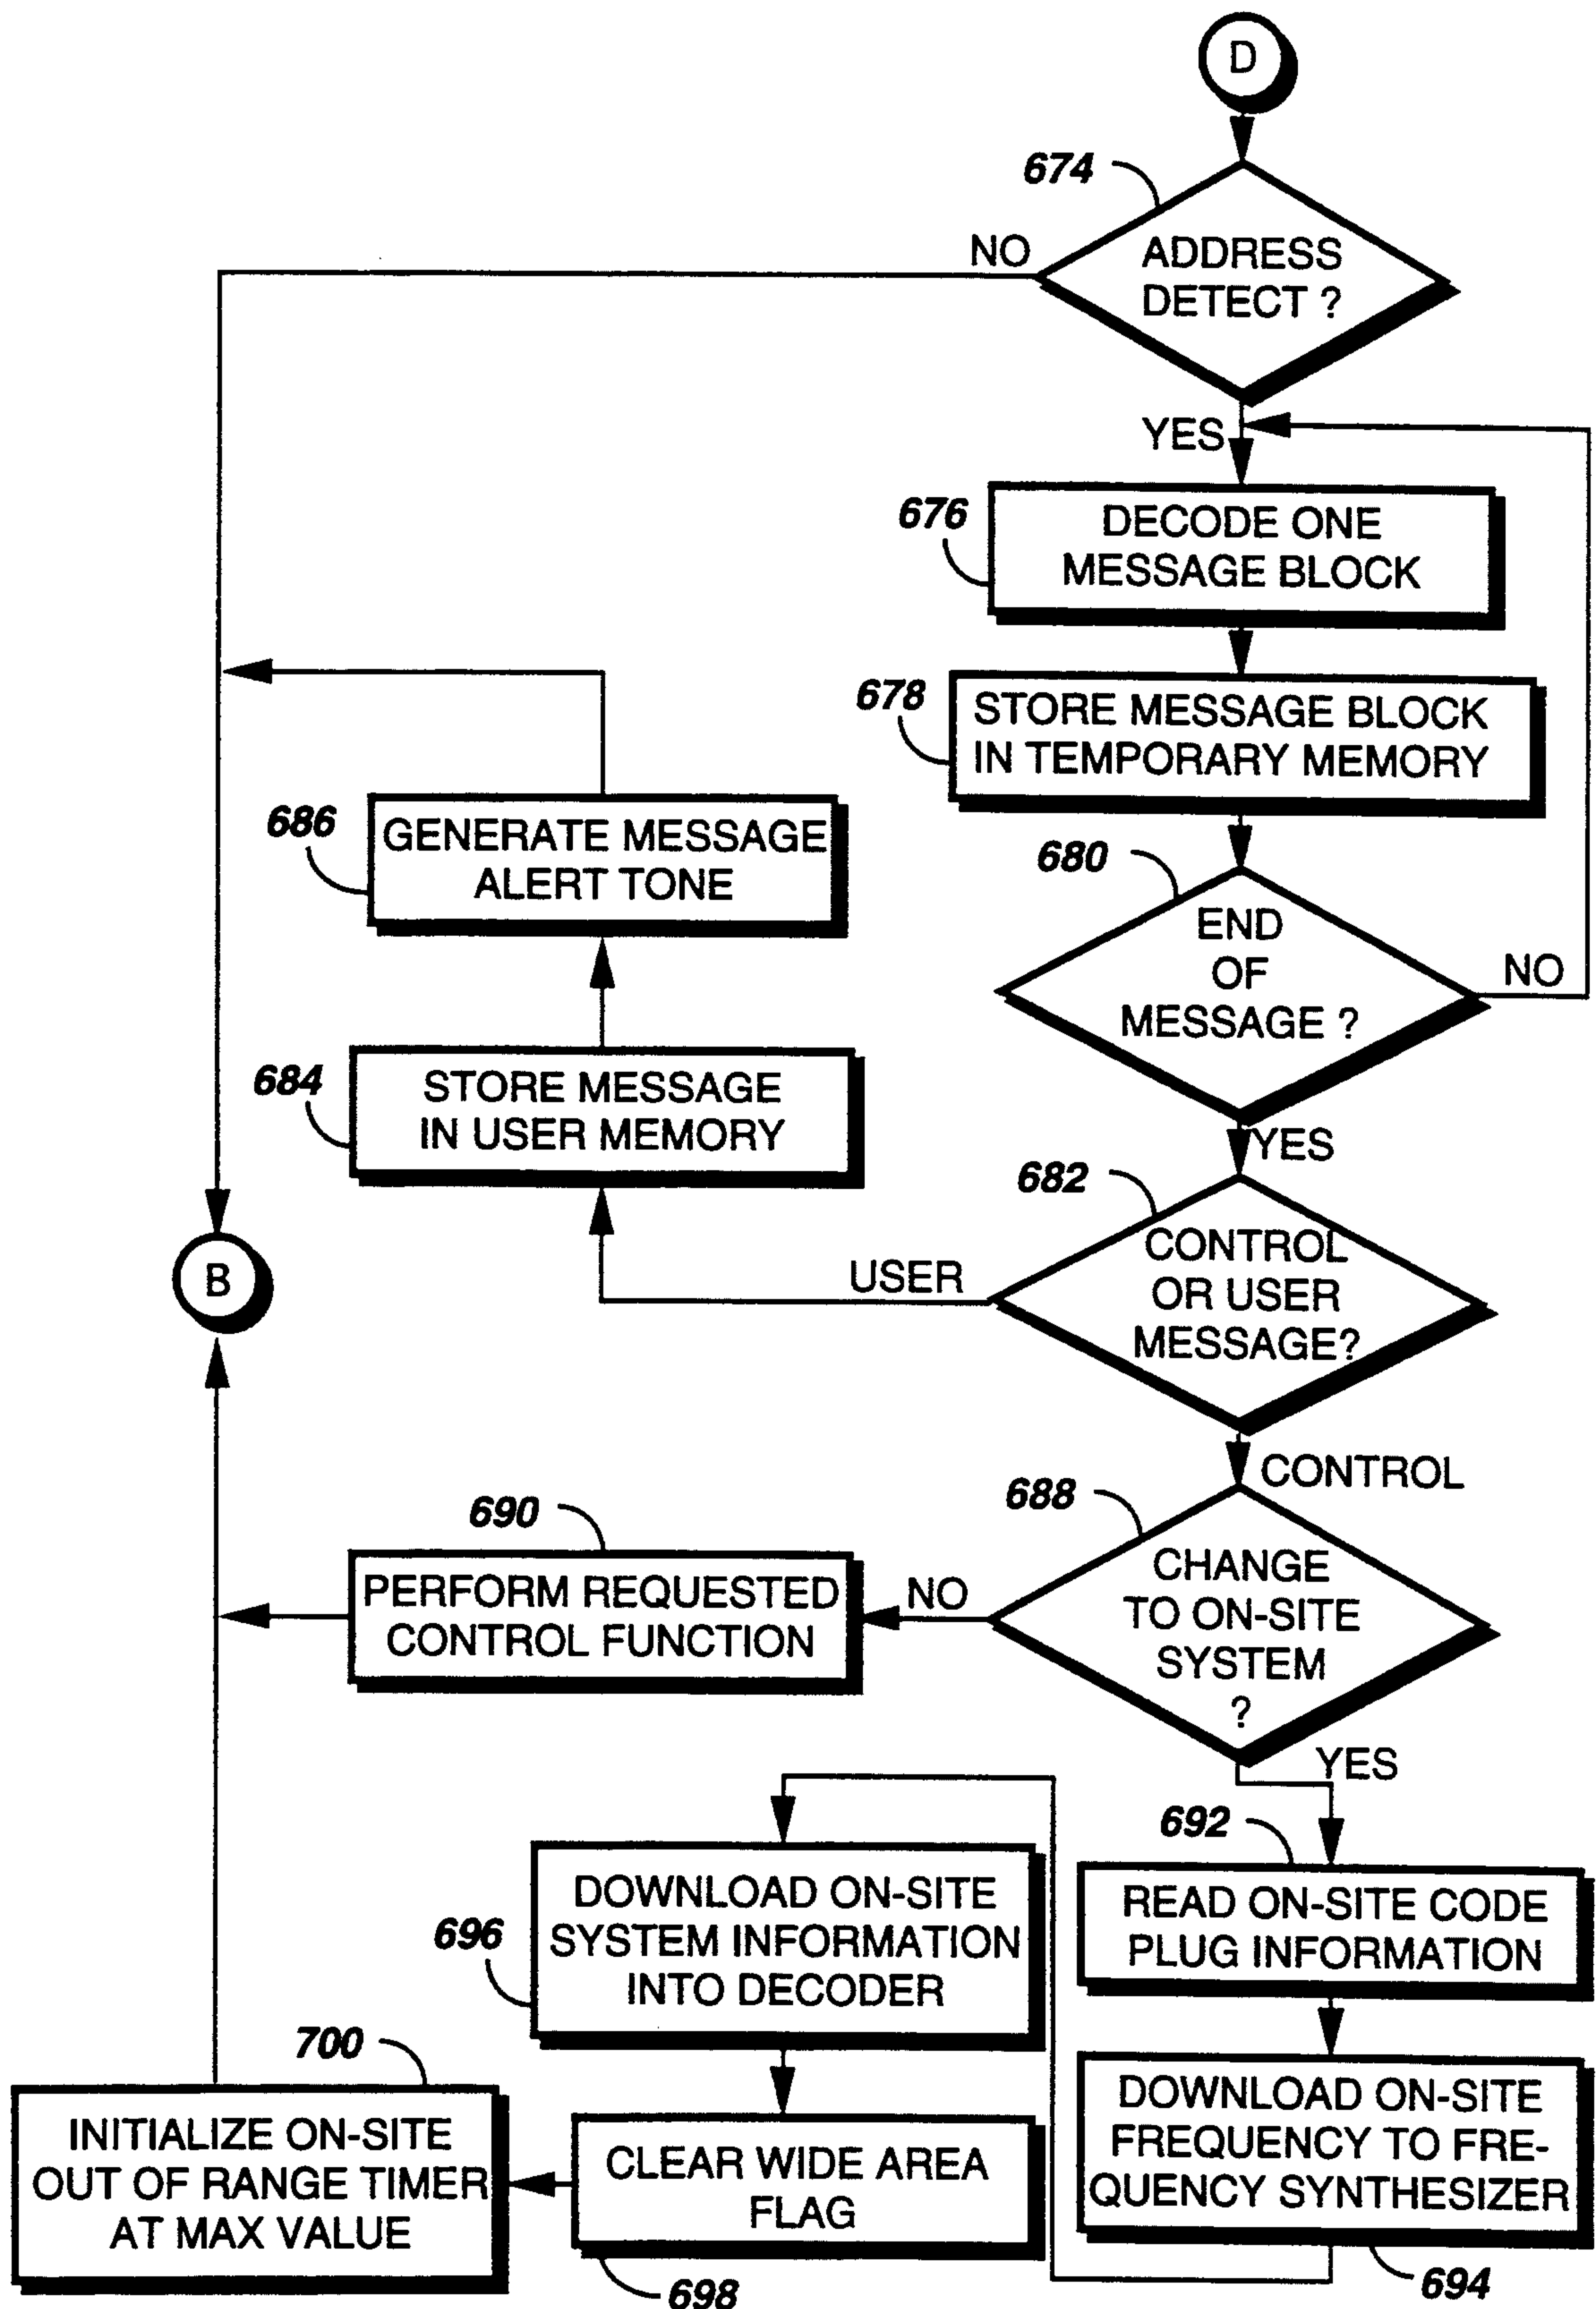 D
674
NO
ADDRESS
DETECT ?
YES
676
DECODE ONE
MESSAGE BLOCK
678
STORE MESSAGE BLOCK
IN TEMPORARY MEMORY
686
GENERATE MESSAGE
ALERT TONE
680
END
OF
MESSAGE ?
NO
684
STORE MESSAGE
IN USER MEMORY
YES
682
B
USER
CONTROL
OR USER
MESSAGE?
CONTROL
688
690
PERFORM REQUESTED
CONTROL FUNCTION
NO
CHANGE
TO ON-SITE
SYSTEM
?
YES
692
READ ON-SITE CODE
PLUG INFORMATION
696
DOWNLOAD ON-SITE
SYSTEM INFORMATION
INTO DECODER
700
INITIALIZE ON-SITE
OUT OF RANGE TIMER
AT MAX VALUE
CLEAR WIDE AREA
FLAG
698
DOWNLOAD ON-SITE
FREQUENCY TO FRE-
QUENCY SYNTHESIZER
694